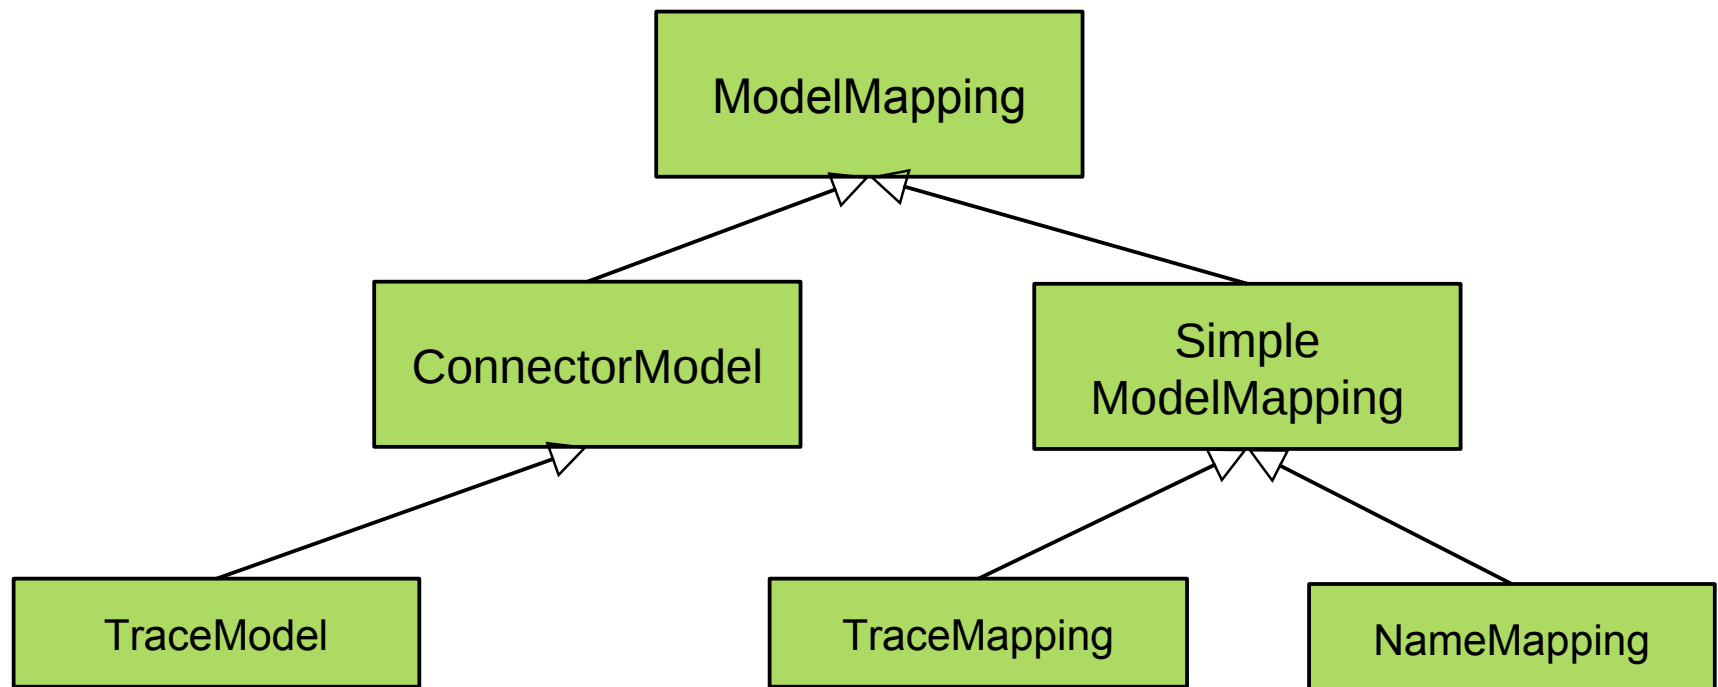 ModelMapping
ConnectorModel
Simple
ModelMapping
TraceModel
TraceMapping
NameMapping